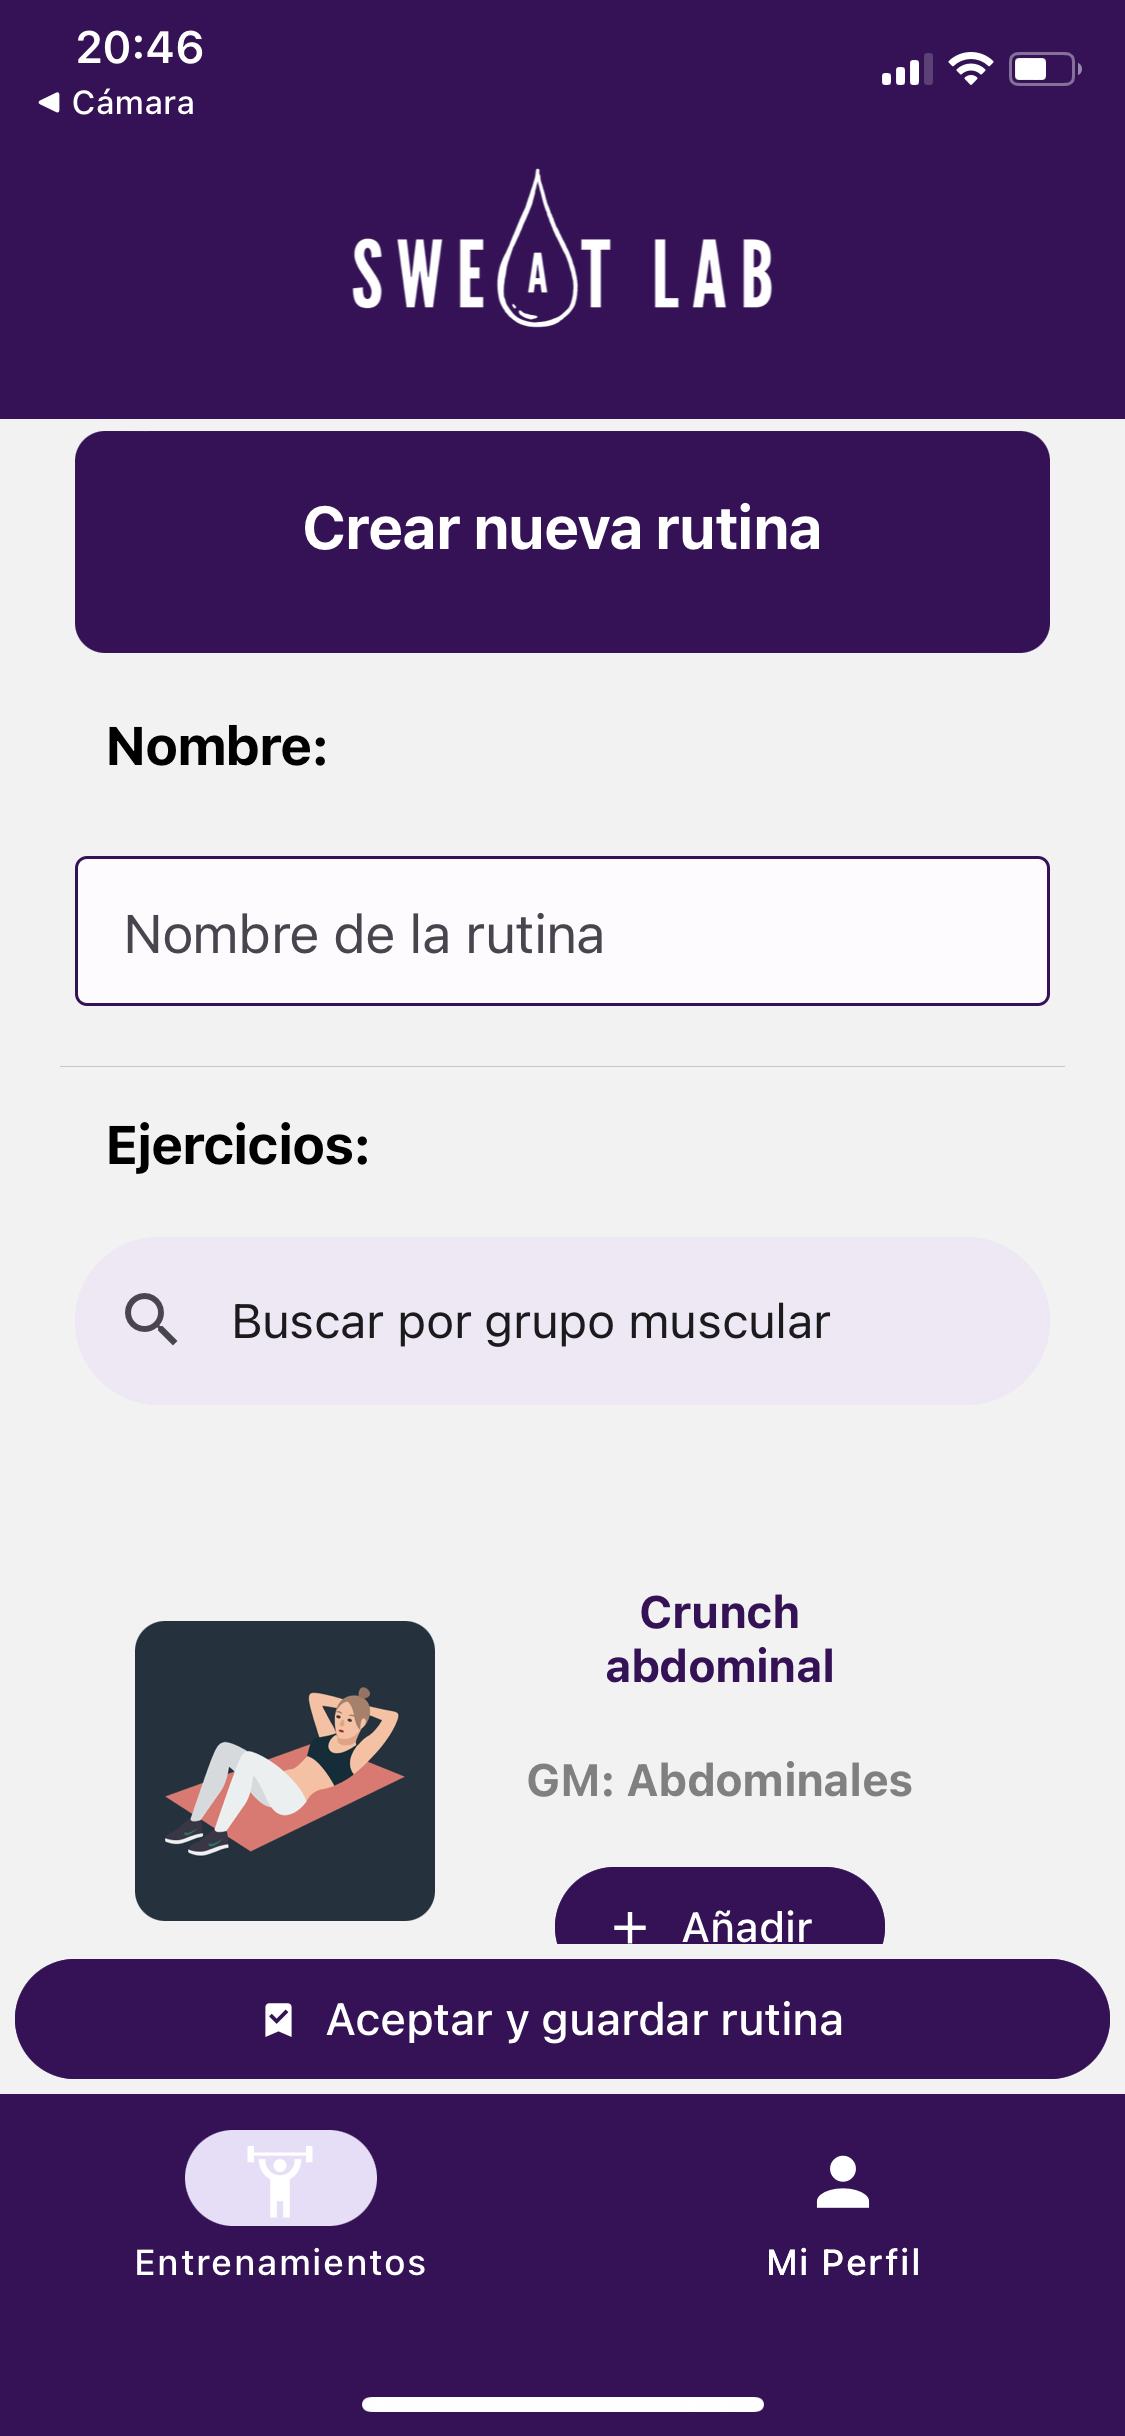 20:46
Cámara
SWEAT LAB
Crear nueva rutina
Nombre:
Nombre de la rutina
Ejercicios:
Buscar por grupo muscular
Crunch
abdominal
GM: Abdominales
+ Añadir
Aceptar y guardar rutina
Entrenamientos
Mi Perfil